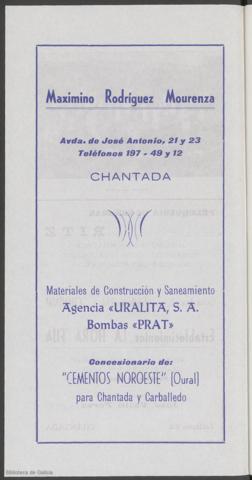 Maximino Rodríguez Mourenza
Avda. de José Antonio, 21 y 23
Teléfonos 197 - 49 y 12
CHANTADA
Materiales de Construcción y Saneamiento
Agencia «URALITA, S. A.
Bombas «PRAT»
Concesionario de:
"CEMENTOS NOROESTE" (Oural)
para Chantada y Carballedo
Biblioteca de Galicia